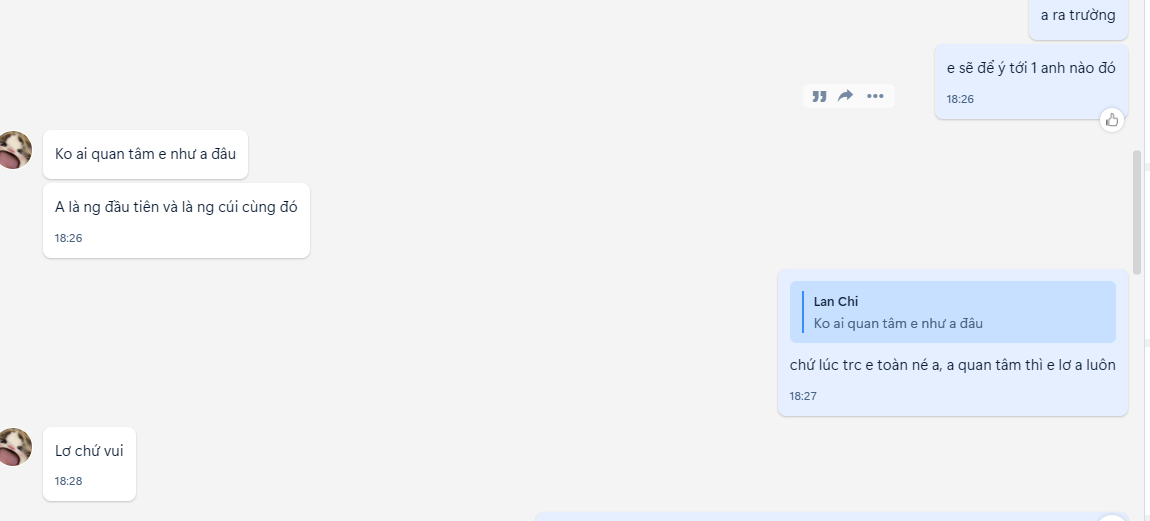 a ra trường
e sẽ để ý tới 1 anh nào đó
18:26
Ko ai quan tâm e như a đâu
A là ng đầu tiên và là ng cúi cùng đó
18:26
Lan Chi
Ko ai quan tâm e như a đâu
chứ lúc trc e toàn né a, a quan tâm thì e lơ a luôn
18:27
Lơ chứ vui
18:28